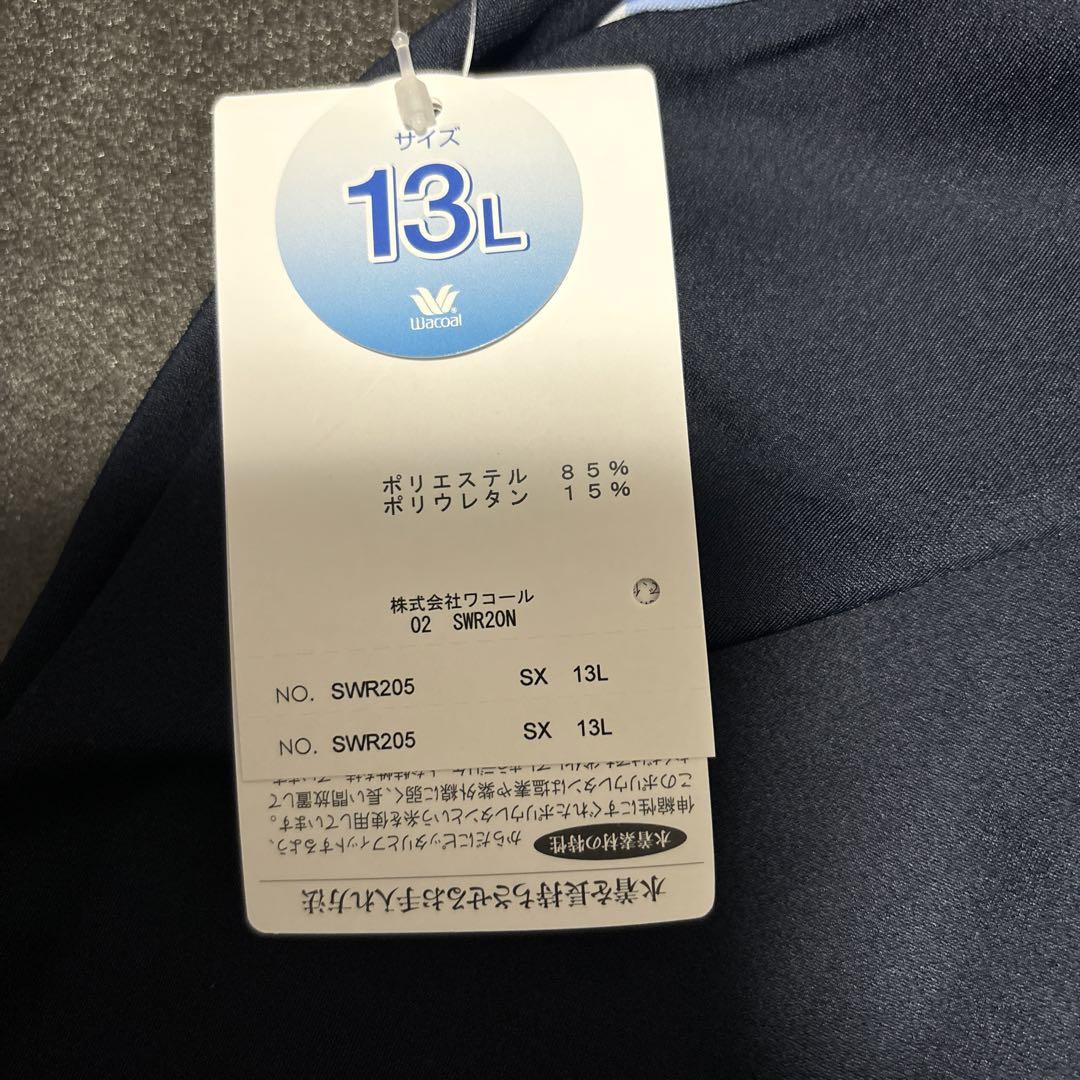 サイズ
13L
Wacoal
ポリエステル 85%
ポリウレタン 15%
株式会社ワコール
02 SWR20N
NO. SWR205 SX 13L
NO. SWR205 SX 13L
水着を長持ちさせるお手入れ方法
水着素材の特性
からだにピッタリとフィットするよう、
伸縮性にすぐれたポリウレタンという糸を使用しています。
このポリウレタンは塩素や紫外線に弱く、長い間放置して